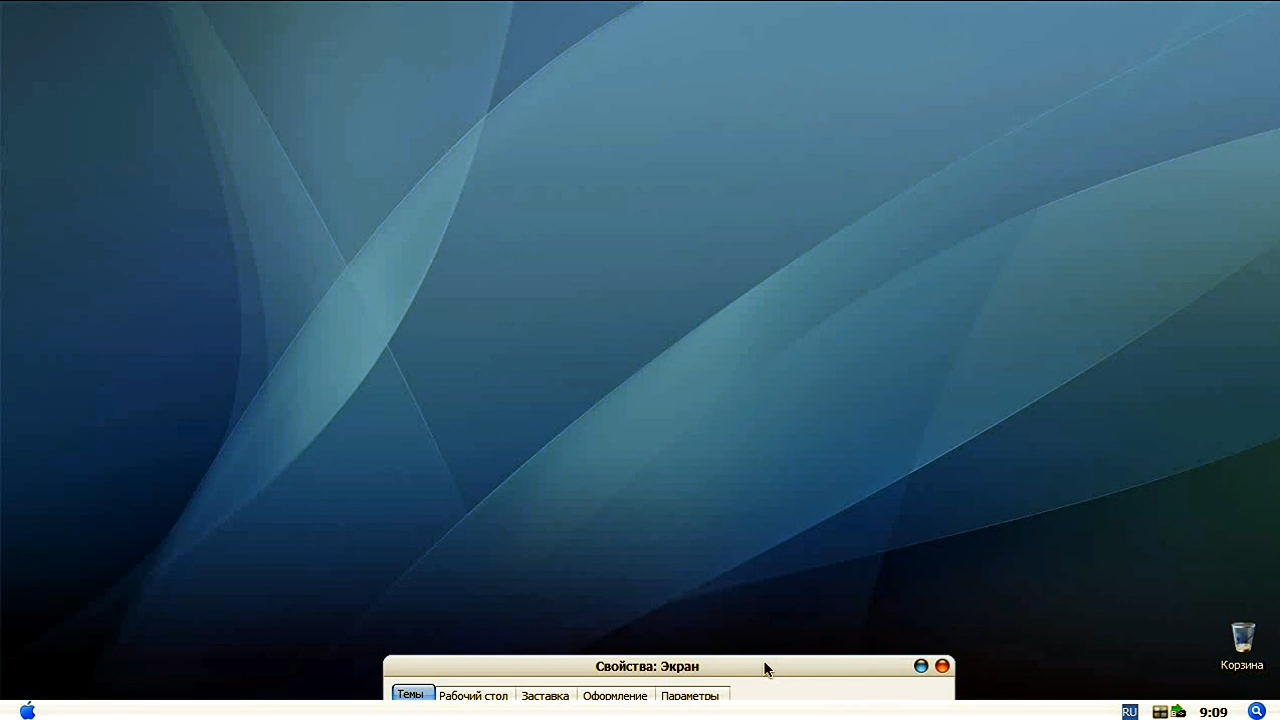 Корзина
Свойства: Экран
Темы Рабочий стол Заставка Оформление Параметры
RU 9:09